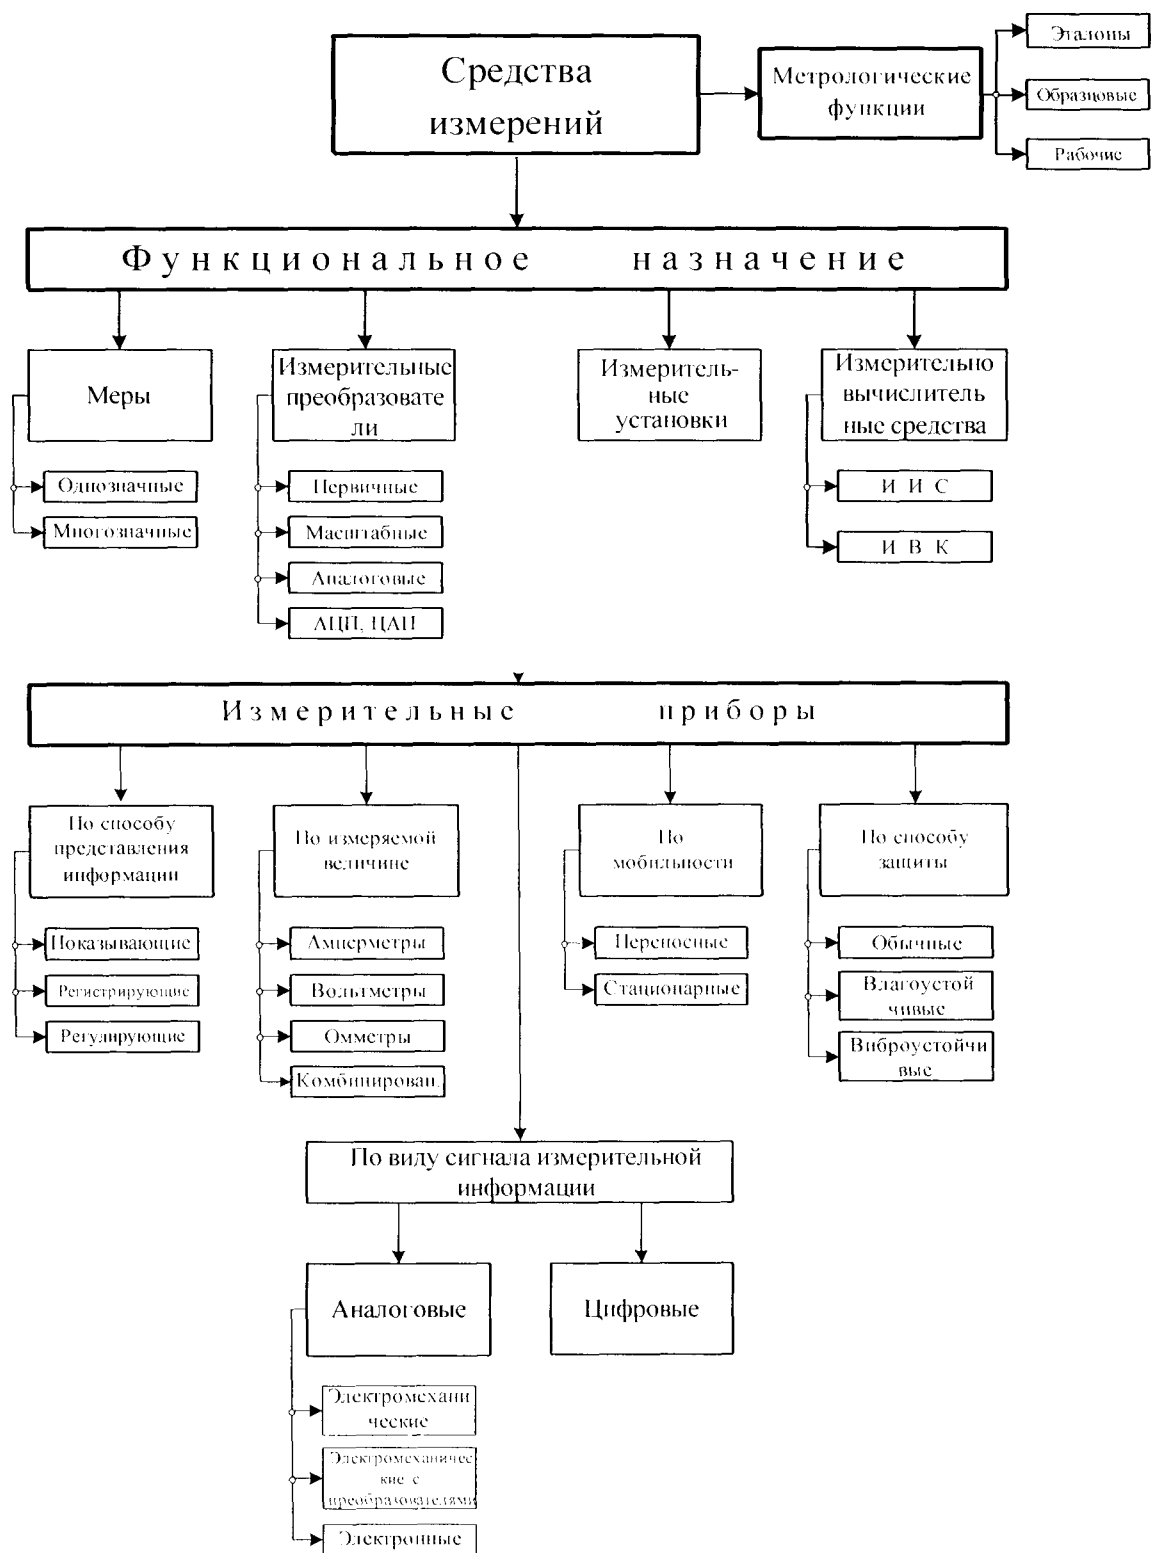 Средства
измерений
Метрологические
функции
Эталоны
Образцовые
Рабочие
Функциональное назначение
Меры
Однозначные
Многозначные
Измерительные
преобразовате
ли
Первичные
Масштабные
Аналоговые
АЦП, ЦАП
Измеритель-
ные
установки
Измерительно
вычислитель
ные средства
И И С
И В К
Измерительные приборы
По способу
представления
информации
Показывающие
Регистрирующие
Регулирующие
По измеряемой
величине
Амперметры
Вольтметры
Омметры
Комбинирован.
По
мобильности
Переносные
Стационарные
По способу
защиты
Обычные
Влагоустой
чивые
Виброустойчи
вые
По виду сигнала измерительной
информации
Аналоговые
Цифровые
Электромехани
ческие
Электромеханичес
кие с
преобразователями
Электронные